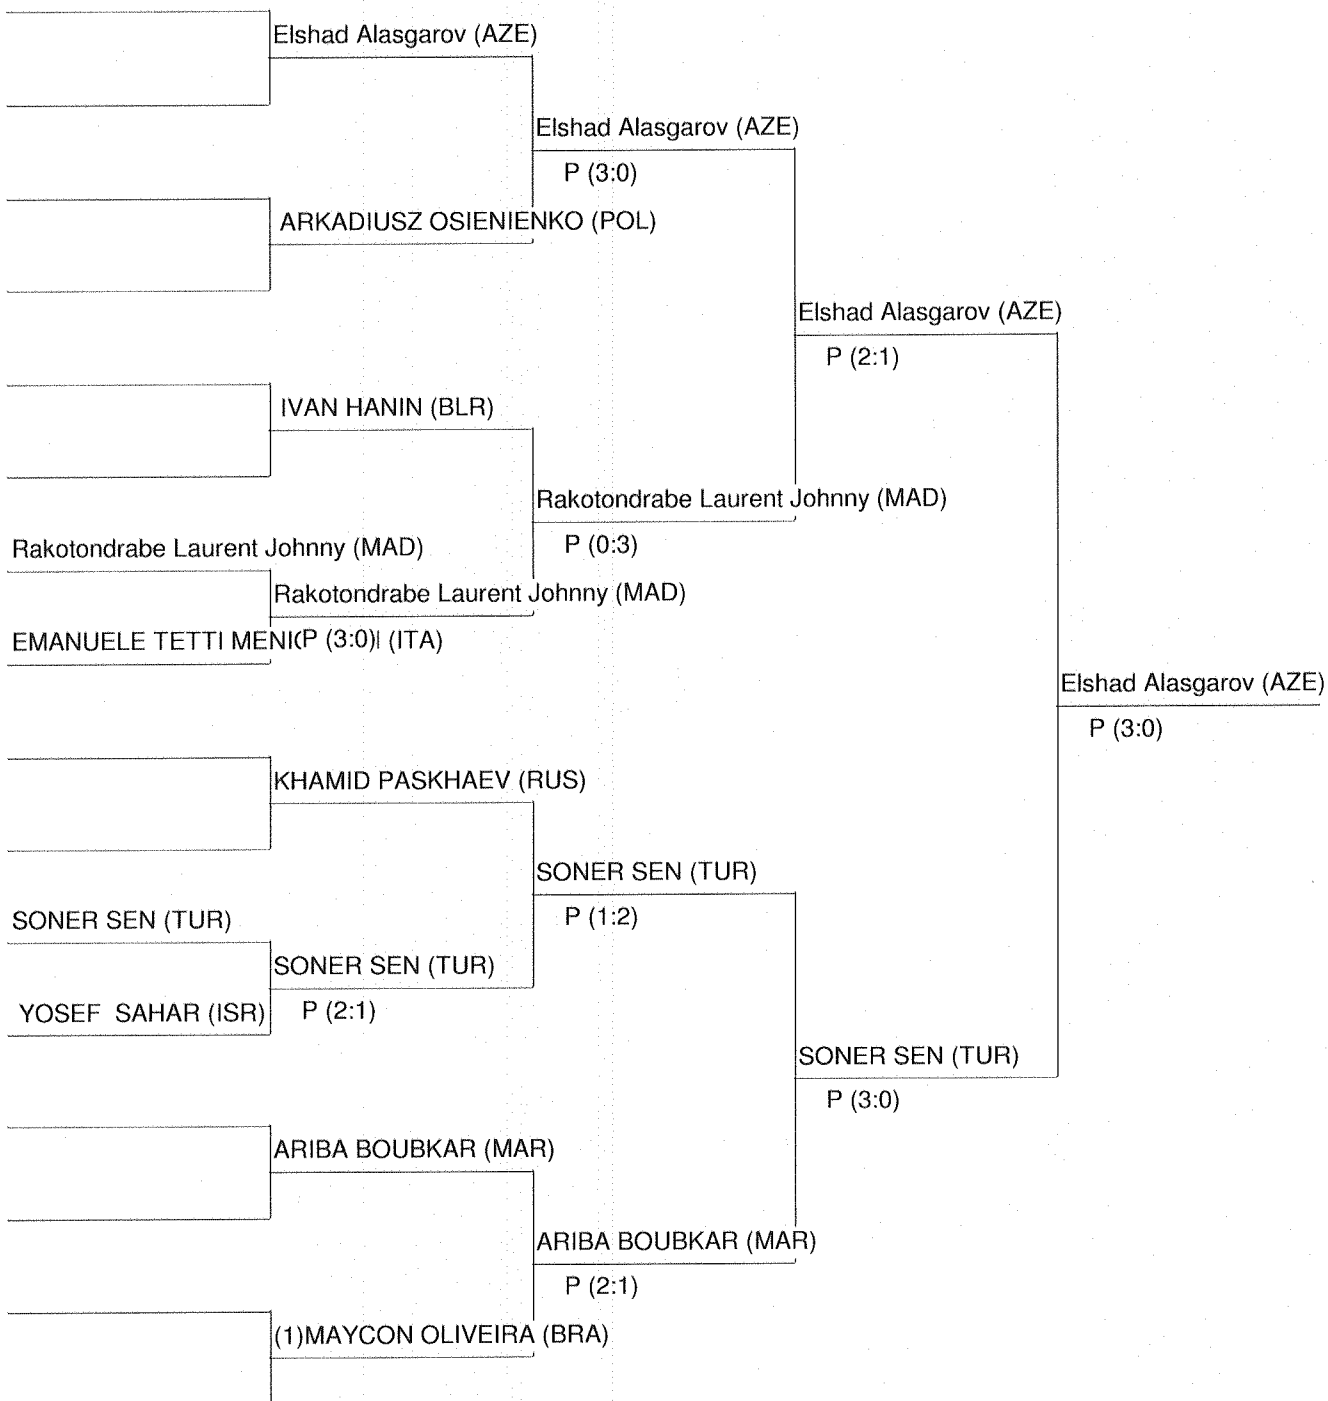 Elshad Alasgarov (AZE)
Elshad Alasgarov (AZE)
P (3:0)
ARKADIUSZ OSIENIENKO (POL)
Elshad Alasgarov (AZE)
P (2:1)
IVAN HANIN (BLR)
Rakotondrabe Laurent Johnny (MAD)
P (0:3)
Rakotondrabe Laurent Johnny (MAD)
Rakotondrabe Laurent Johnny (MAD)
EMANUELE TETTI (ITA)
P (3:0)
Elshad Alasgarov (AZE)
P (3:0)
KHAMID PASKHAEV (RUS)
SONER SEN (TUR)
P (1:2)
SONER SEN (TUR)
SONER SEN (TUR)
YOSEF SAHAR (ISR)
P (2:1)
SONER SEN (TUR)
P (3:0)
ARIBA BOUBKAR (MAR)
ARIBA BOUBKAR (MAR)
P (2:1)
(1)MAYCON OLIVEIRA (BRA)